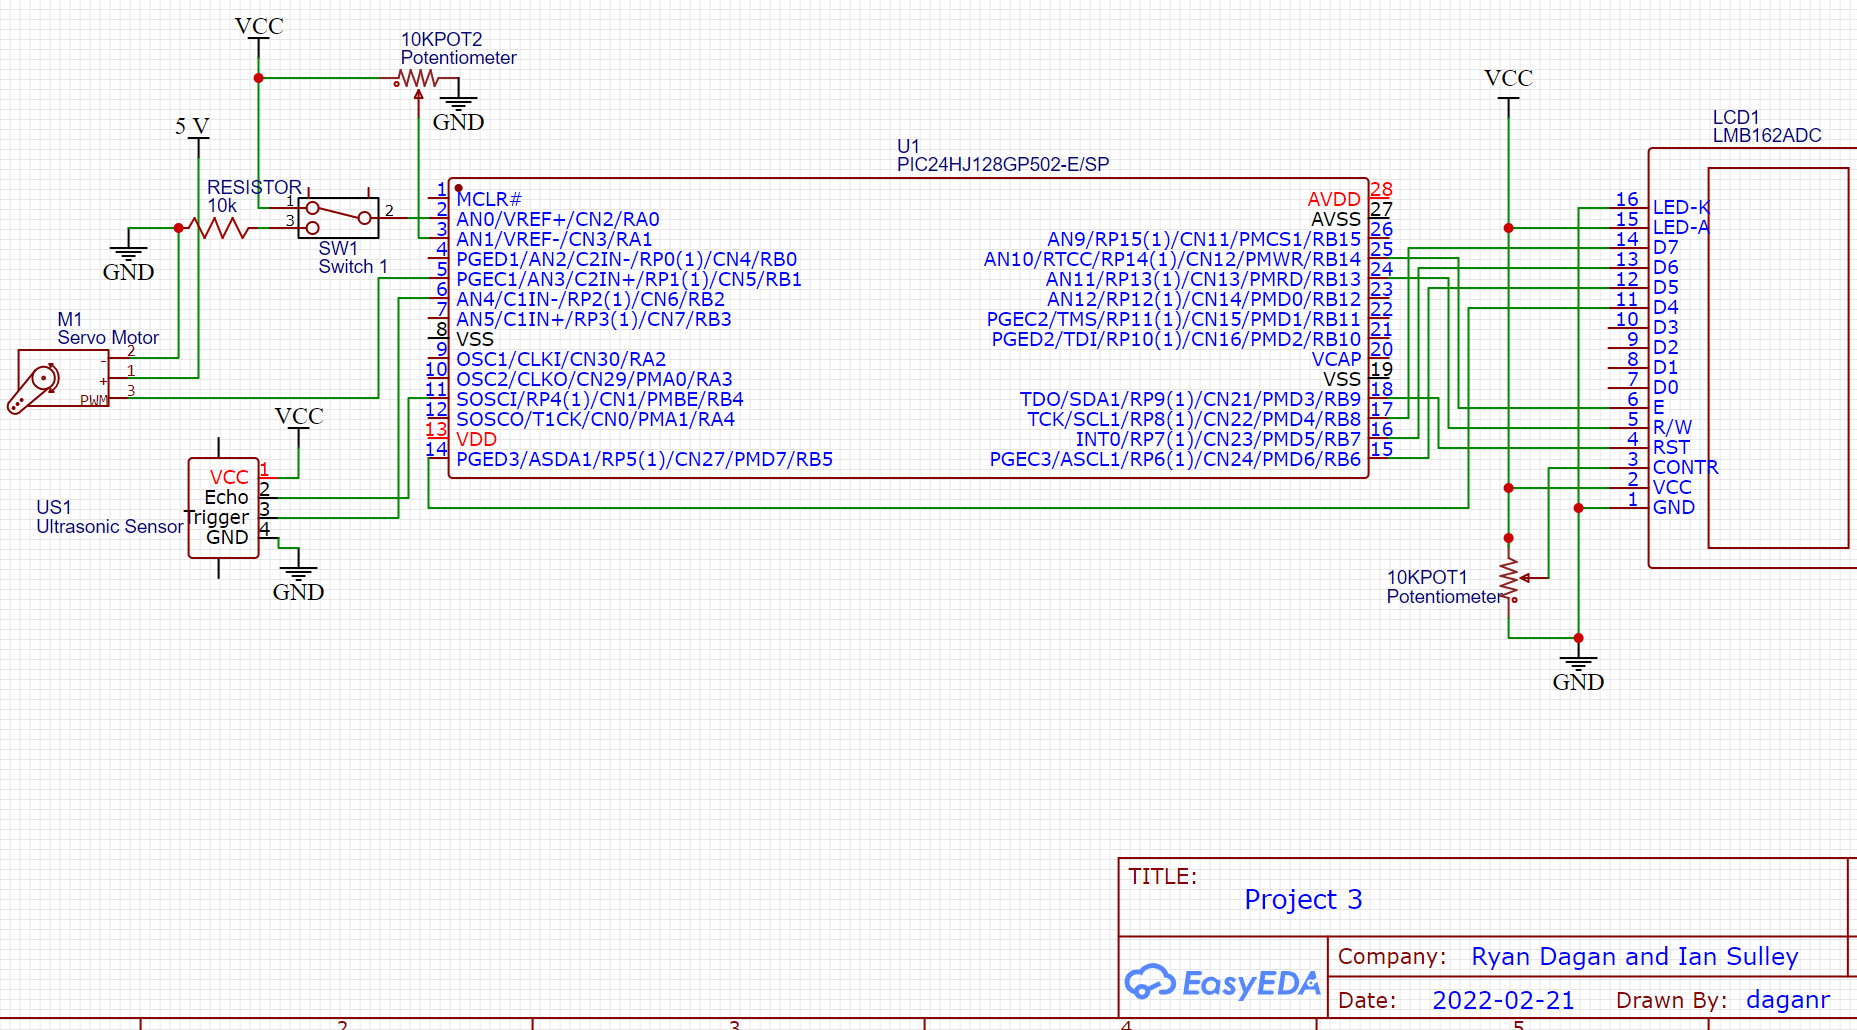 VCC
10KPOT2
Potentiometer
GND
5 V
RESISTOR
10k
1
3
2
SW1
Switch 1
GND
M1
Servo Motor
2
-
1
+
3
PWM
VCC
US1
Ultrasonic Sensor
VCC 1
Echo 2
Trigger 3
GND 4
GND
U1
PIC24HJ128GP502-E/SP
1 MCLR#
2 AN0/VREF+/CN2/RA0
3 AN1/VREF-/CN3/RA1
4 PGED1/AN2/C2IN-/RP0(1)/CN4/RB0
5 PGEC1/AN3/C2IN+/RP1(1)/CN5/RB1
6 AN4/C1IN-/RP2(1)/CN6/RB2
7 AN5/C1IN+/RP3(1)/CN7/RB3
8 VSS
9 OSC1/CLKI/CN30/RA2
10 OSC2/CLKO/CN29/PMA0/RA3
11 SOSCI/RP4(1)/CN1/PMBE/RB4
12 SOSCO/T1CK/CN0/PMA1/RA4
13 VDD
14 PGED3/ASDA1/RP5(1)/CN27/PMD7/RB5
AVDD 28
AVSS 27
AN9/RP15(1)/CN11/PMCS1/RB15 26
AN10/RTCC/RP14(1)/CN12/PMWR/RB14 25
AN11/RP13(1)/CN13/PMRD/RB13 24
AN12/RP12(1)/CN14/PMD0/RB12 23
PGEC2/TMS/RP11(1)/CN15/PMD1/RB11 22
PGED2/TDI/RP10(1)/CN16/PMD2/RB10 21
VCAP 20
VSS 19
TDO/SDA1/RP9(1)/CN21/PMD3/RB9 18
TCK/SCL1/RP8(1)/CN22/PMD4/RB8 17
INT0/RP7(1)/CN23/PMD5/RB7 16
PGEC3/ASCL1/RP6(1)/CN24/PMD6/RB6 15
VCC
LCD1
LMB162ADC
16 LED-K
15 LED-A
14 D7
13 D6
12 D5
11 D4
10 D3
9 D2
8 D1
7 D0
6 E
5 R/W
4 RST
3 CONTR
2 VCC
1 GND
10KPOT1
Potentiometer
GND
TITLE:
Project 3
EasyEDA
Company: Ryan Dagan and Ian Sulley
Date: 2022-02-21 Drawn By: daganr
2 3 4 5